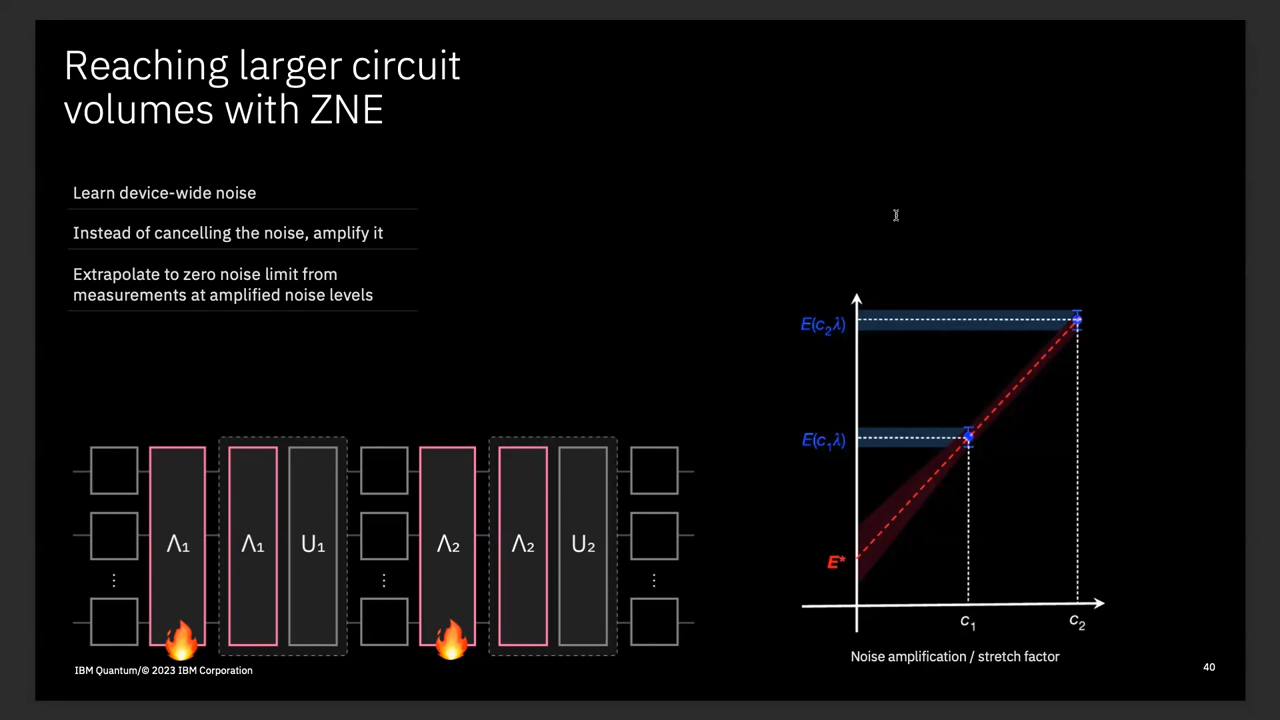 Reaching larger circuit
volumes with ZNE
Learn device-wide noise
Instead of cancelling the noise, amplify it
Extrapolate to zero noise limit from
measurements at amplified noise levels
E(c₂λ)
E(c₁λ)
E*
c₁
c₂
Noise amplification / stretch factor
Λ₁
Λ₁
U₁
Λ₂
Λ₂
U₂
⋮
⋮
⋮
IBM Quantum/© 2023 IBM Corporation
40